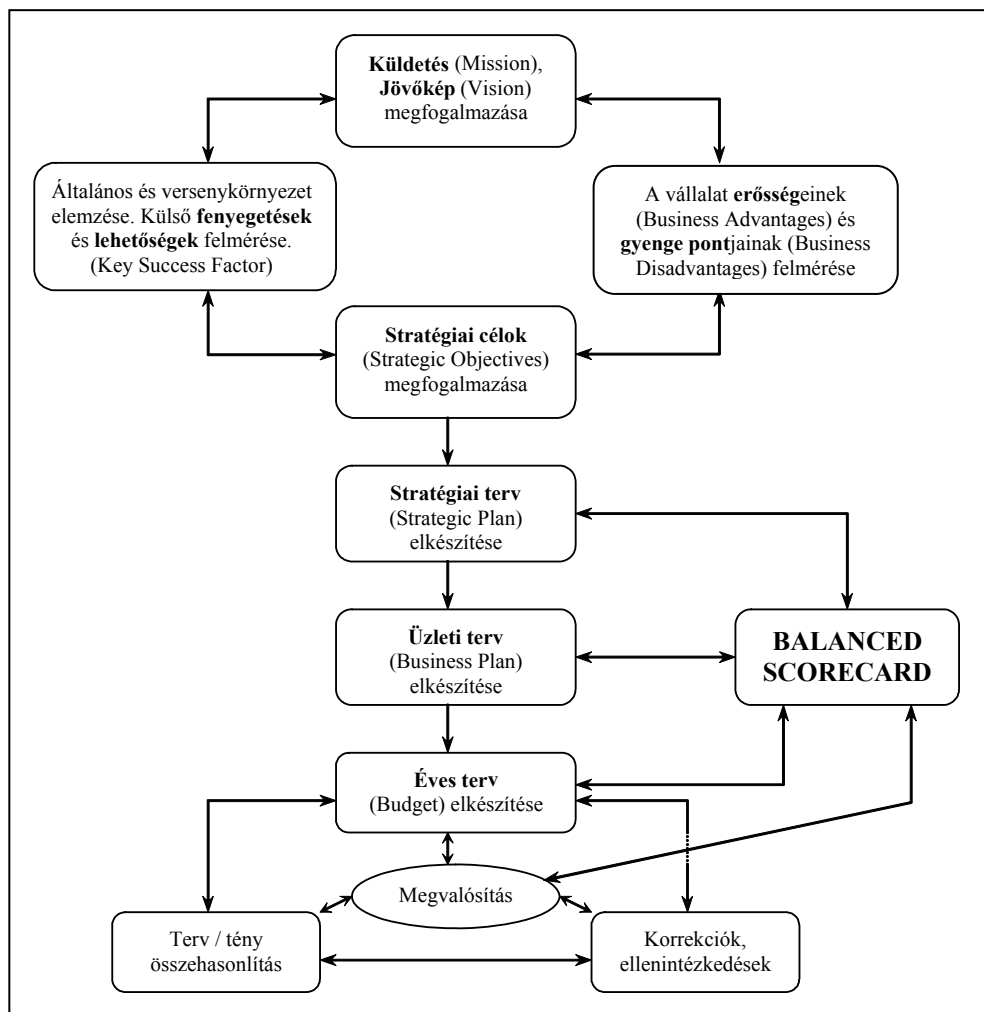 Küldetés (Mission),
Jövőkép (Vision)
megfogalmazása
Általános és versenykörnyezet
elemzése. Külső fenyegetések
és lehetőségek felmérése.
(Key Success Factor)
A vállalat erősségeinek
(Business Advantages) és
gyenge pontjainak (Business
Disadvantages) felmérése
Stratégiai célok
(Strategic Objectives)
megfogalmazása
Stratégiai terv
(Strategic Plan)
elkészítése
Üzleti terv
(Business Plan)
elkészítése
BALANCED
SCORECARD
Éves terv
(Budget) elkészítése
Megvalósítás
Terv / tény
összehasonlítás
Korrekciók,
ellenintézkedések